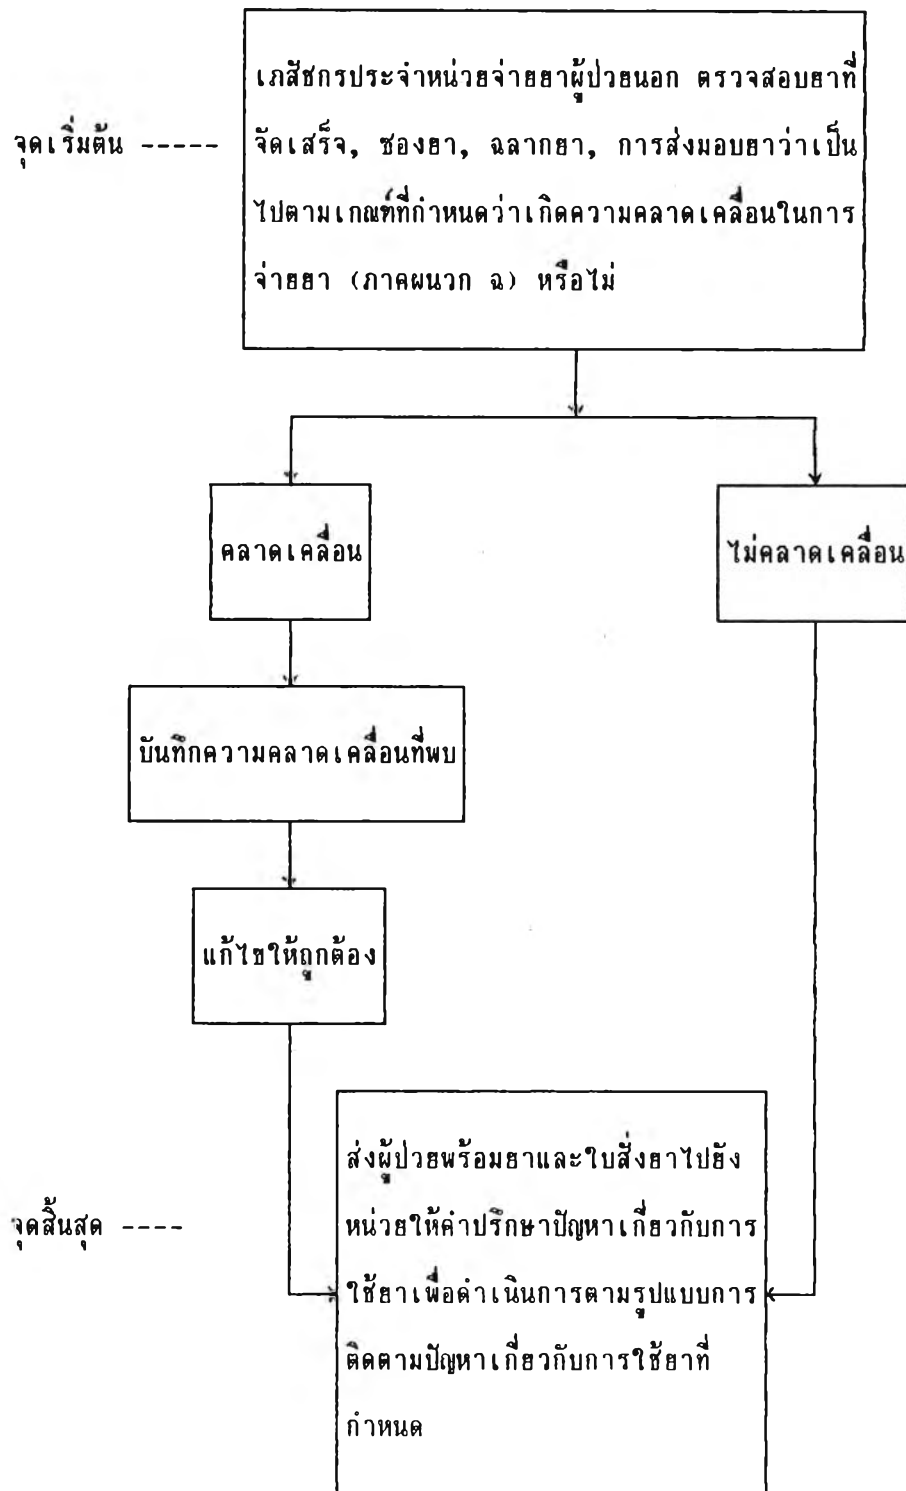 เภสัชกรประจำหน่วยจ่ายยาผู้ป่วยนอก ตรวจสอบยาที่
จุดเริ่มต้น -----
จัดเสร็จ, ซองยา, ฉลากยา, การส่งมอบยาว่าเป็น
ไปตามเกณฑ์ที่กำหนดว่าเกิดความคลาดเคลื่อนในการ
จ่ายยา (ภาคผนวก ฉ) หรือไม่
คลาดเคลื่อน
ไม่คลาดเคลื่อน
บันทึกความคลาดเคลื่อนที่พบ
แก้ไขให้ถูกต้อง
ส่งผู้ป่วยพร้อมยาและใบสั่งยาไปยัง
จุดสิ้นสุด ----
หน่วยให้คำปรึกษาปัญหาเกี่ยวกับการ
ใช้ยาเพื่อดำเนินการตามรูปแบบการ
ติดตามปัญหาเกี่ยวกับการใช้ยาที่
กำหนด